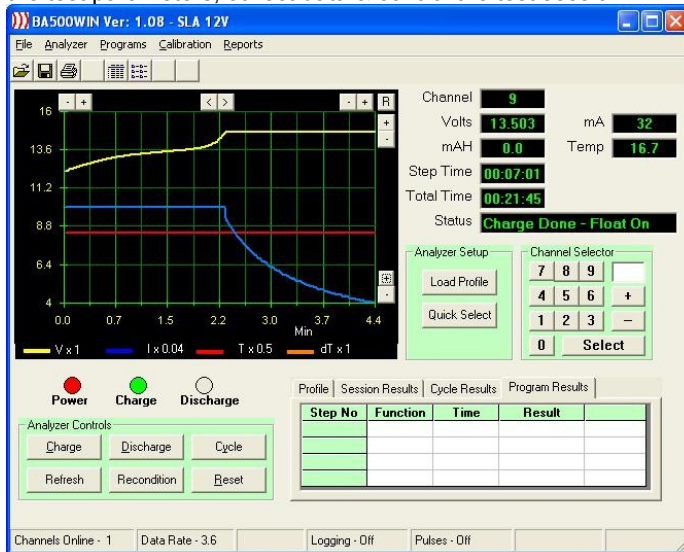 BA500WIN Ver: 1.08 - SLA 12V
File Analyzer Programs Calibration Reports
- + < > - + R
+
-
16
13.6
11.2
8.8
6.4
4
0.0 0.7 1.5 2.2 3.0 3.7 4.4
Min
V x 1 I x 0.04 T x 0.5 dT x 1
Channel 9
Volts 13.503 mA 32
mAH 0.0 Temp 16.7
Step Time 00:07:01
Total Time 00:21:45
Status Charge Done - Float On
Analyzer Setup
Load Profile
Quick Select
Channel Selector
7 8 9
4 5 6 +
1 2 3 -
0 Select
Power Charge Discharge
Analyzer Controls
Charge Discharge Cycle
Refresh Recondition Reset
Profile Session Results Cycle Results Program Results
Step No Function Time Result
Channels Online - 1 Data Rate - 3.6 Logging - Off Pulses - Off